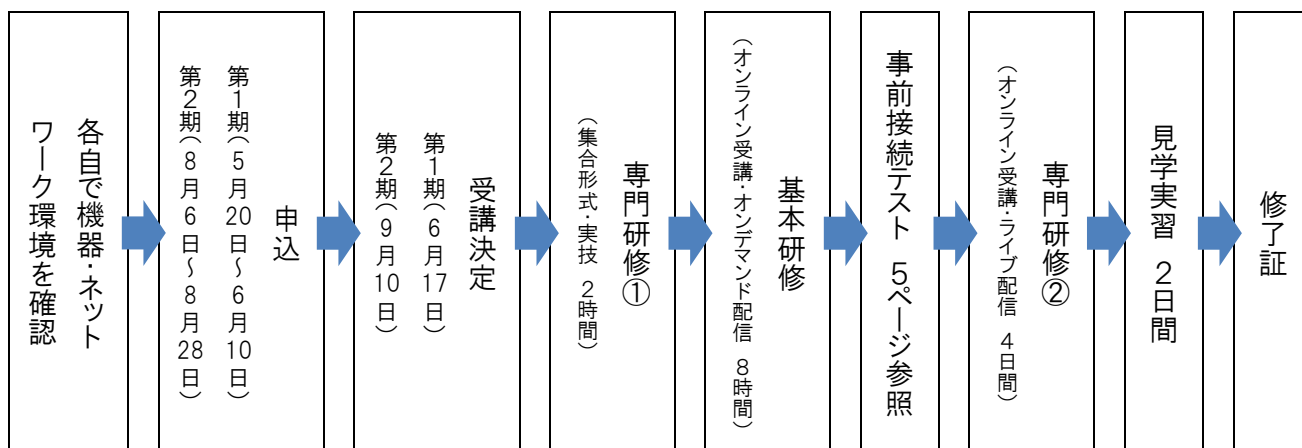 各自で機器・ネット
ワーク環境を確認
申込
第1期(5月20日~6月10日)
第2期(8月6日~8月28日)
受講決定
第1期(6月17日)
第2期(9月10日)
専門研修①
(集合形式・実技 2時間)
基本研修
(オンライン受講・オンデマンド配信 8時間)
事前接続テスト 5ページ参照
専門研修②
(オンライン受講・ライブ配信 4日間)
見学実習 2日間
修了証